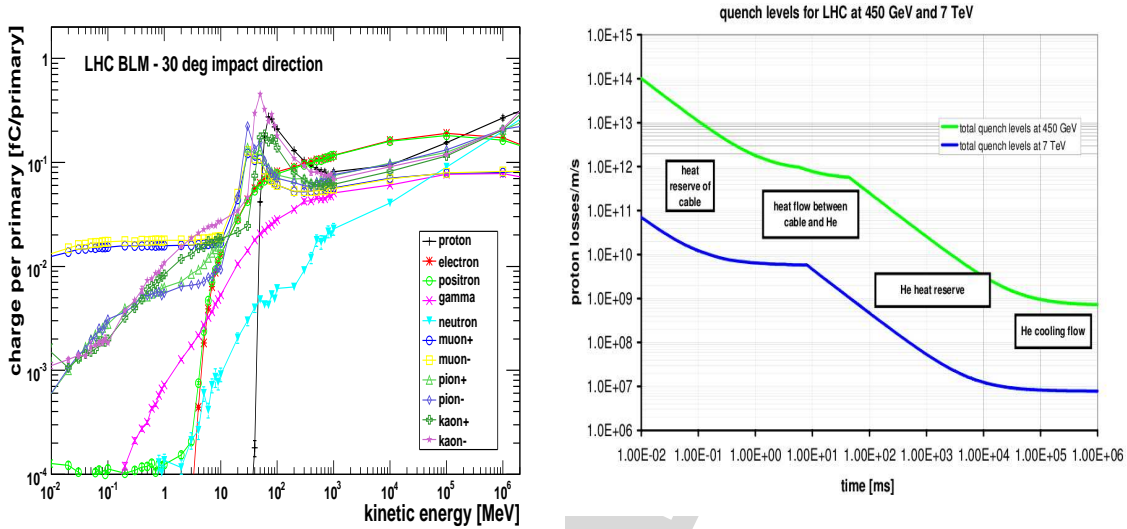 LHC BLM - 30 deg impact direction
charge per primary [fC/primary]
1
10^-1
10^-2
10^-3
10^-4
proton
electron
positron
gamma
neutron
muon+
muon-
pion+
pion-
kaon+
kaon-
10^-2 10^-1 1 10 10^2 10^3 10^4 10^5 10^6
kinetic energy [MeV]
quench levels for LHC at 450 GeV and 7 TeV
proton losses/m/s
1.0E+15
1.0E+14
1.0E+13
1.0E+12
1.0E+11
1.0E+10
1.0E+09
1.0E+08
1.0E+07
1.0E+06
total quench levels at 450 GeV
total quench levels at 7 TeV
heat
reserve of
cable
heat flow between
cable and He
He heat reserve
He cooling flow
1.00E-02 1.00E-01 1.00E+00 1.00E+01 1.00E+02 1.00E+03 1.00E+04 1.00E+05 1.00E+06
time [ms]